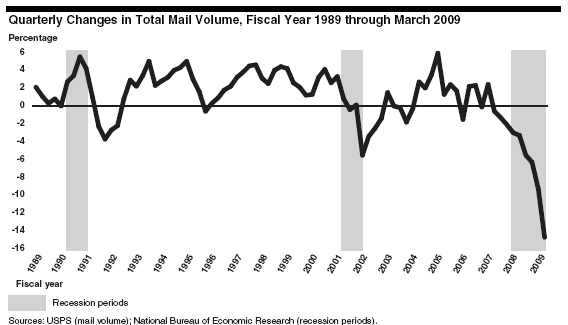 Quarterly Changes in Total Mail Volume, Fiscal Year 1989 through March 2009
Percentage
6
4
2
0
-2
-4
-6
-8
-10
-12
-14
-16
1989 1990 1991 1992 1993 1994 1995 1996 1997 1998 1999 2000 2001 2002 2003 2004 2005 2006 2007 2008 2009
Fiscal year
Recession periods
Sources: USPS (mail volume); National Bureau of Economic Research (recession periods).